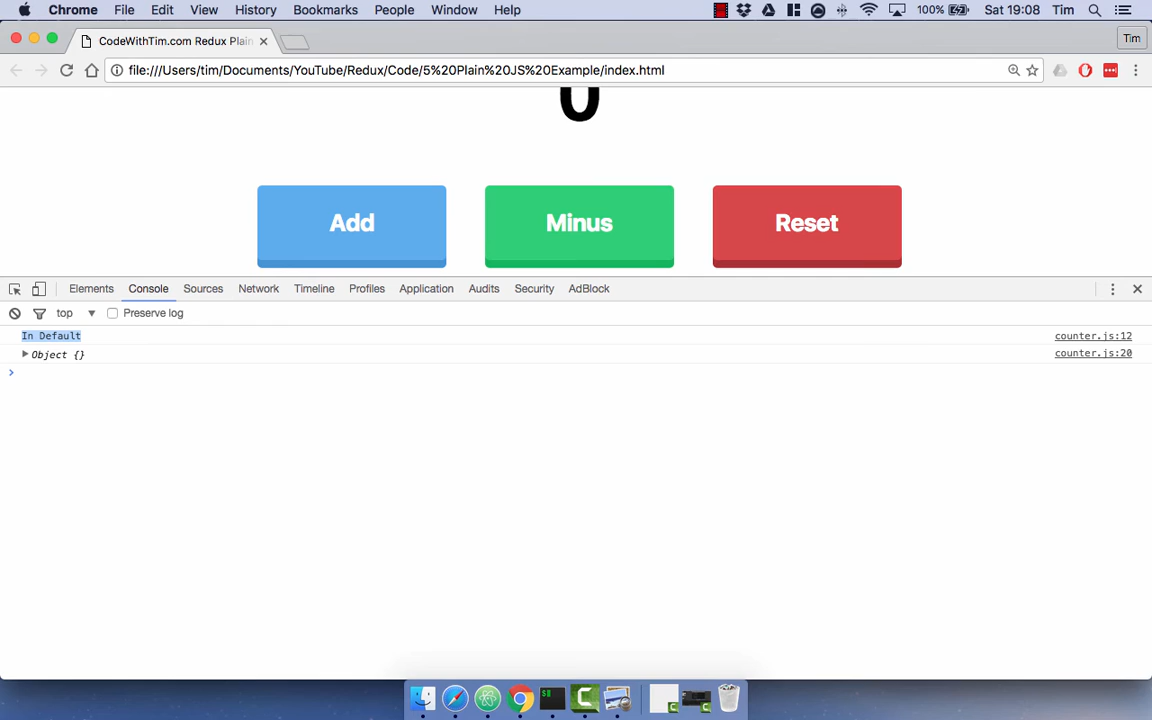 Chrome File Edit View History Bookmarks People Window Help 100% Sat 19:08 Tim
CodeWithTim.com Redux Plain Tim
file:///Users/tim/Documents/YouTube/Redux/Code/5%20Plain%20JS%20Example/index.html
0
Add Minus Reset
Elements Console Sources Network Timeline Profiles Application Audits Security AdBlock
top Preserve log
In Default counter.js:12
Object {} counter.js:20